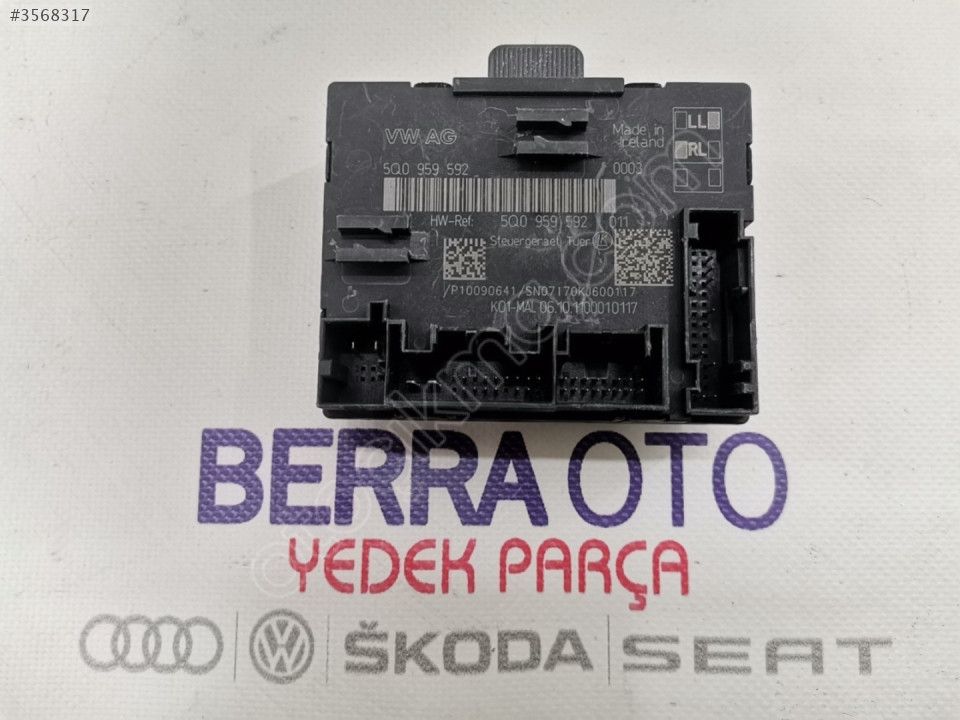 #3568317
VW AG
Made in
Ireland
LL
RL
5Q0 959 592
0003
HW-Ref: 5Q0 959 592 011
Steuergeraet Tuer
/P10090641/SN07170K0600117
K01-MAL 05.10.1100010117
BERRA OTO
YEDEK PARÇA
ŠKODA
SEAT